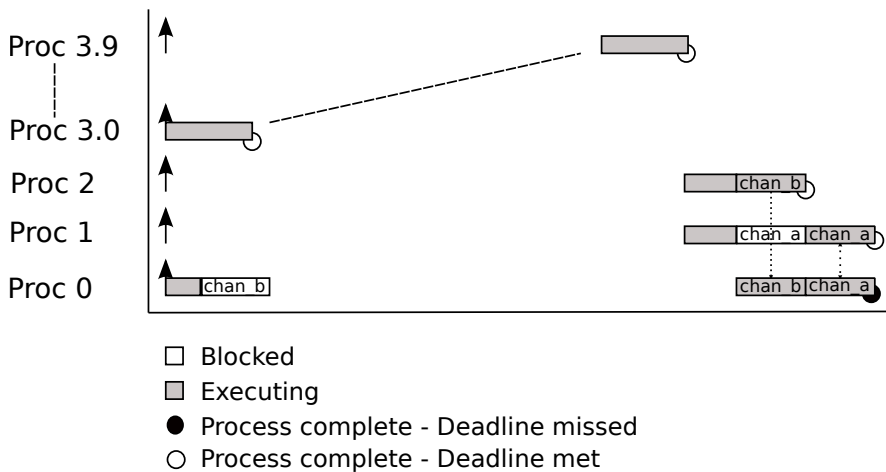 Proc 3.9
Proc 3.0
Proc 2 chan_b
Proc 1 chan_a chan_a
Proc 0 chan_b chan_b chan_a
Blocked
Executing
Process complete - Deadline missed
Process complete - Deadline met